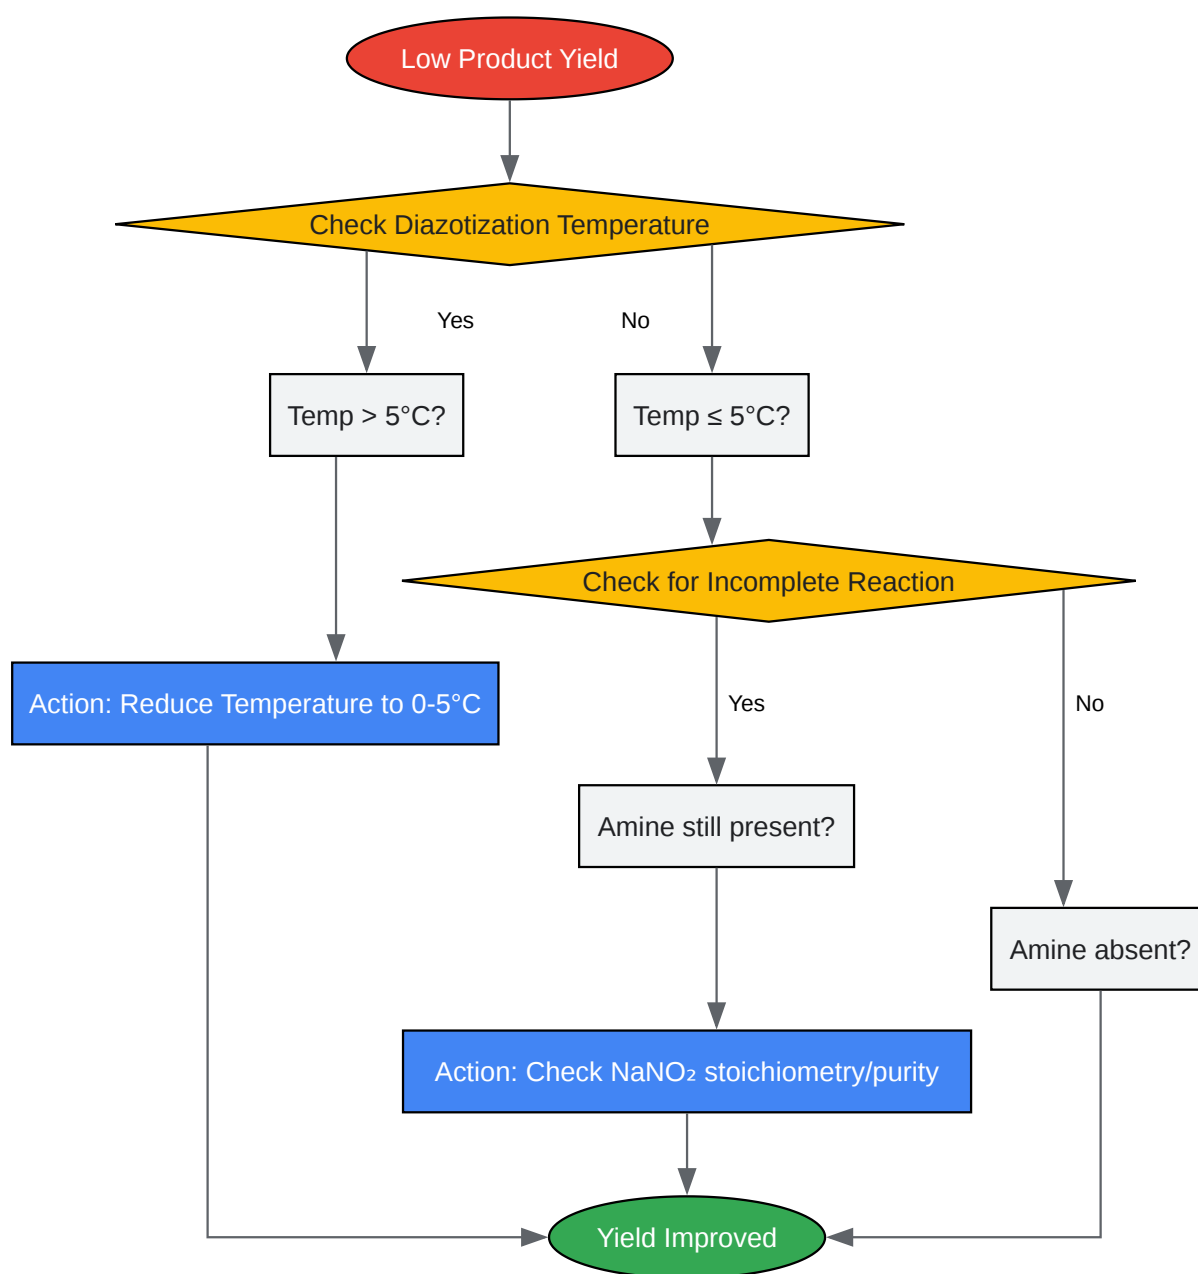 Low Product Yield
Check Diazotization Temperature
Yes
No
Temp > 5°C?
Temp ≤ 5°C?
Check for Incomplete Reaction
Action: Reduce Temperature to 0-5°C
Yes
No
Amine still present?
Amine absent?
Action: Check NaNO₂ stoichiometry/purity
Yield Improved